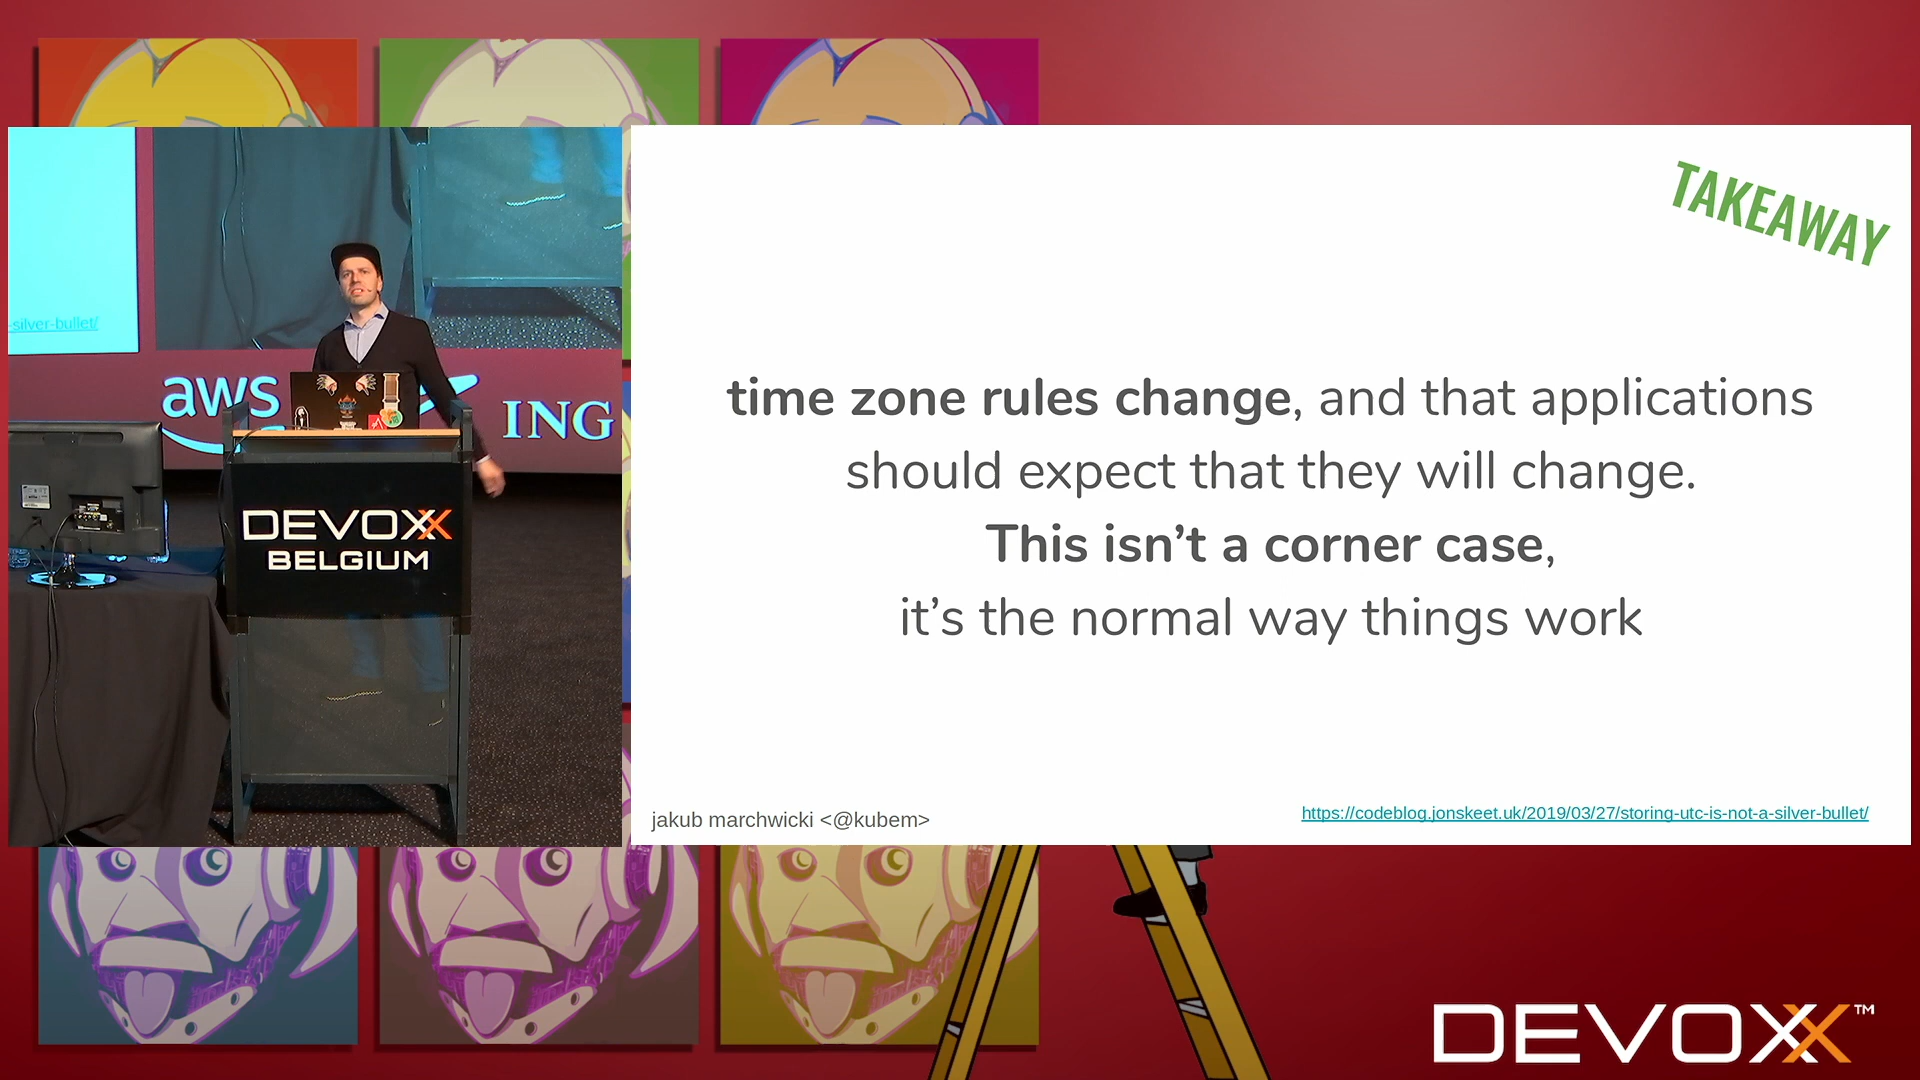 -silver-bullet/
aws
ING
DEVOXX
BELGIUM
TAKEAWAY
time zone rules change, and that applications
should expect that they will change.
This isn’t a corner case,
it’s the normal way things work
jakub marchwicki <@kubem>
https://codeblog.jonskeet.uk/2019/03/27/storing-utc-is-not-a-silver-bullet/
DEVOXX™